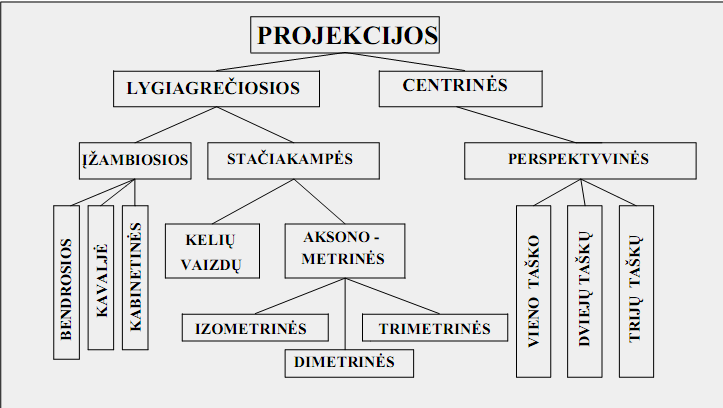 PROJEKCIJOS
LYGIAGREČIOSIOS
CENTRINĖS
ĮŽAMBIOSIOS
STAČIAKAMPĖS
PERSPEKTYVINĖS
BENDROSIOS
KAVALJĖ
KABINETINĖS
KELIŲ
VAIZDŲ
AKSONO -
METRINĖS
VIENO TAŠKO
DVIEJŲ TAŠKŲ
TRIJŲ TAŠKŲ
IZOMETRINĖS
TRIMETRINĖS
DIMETRINĖS